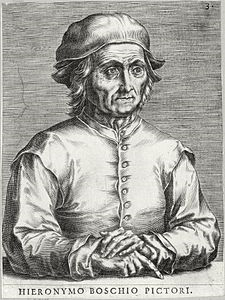 3.
HIERONYMO BOSCHIO PICTORI.